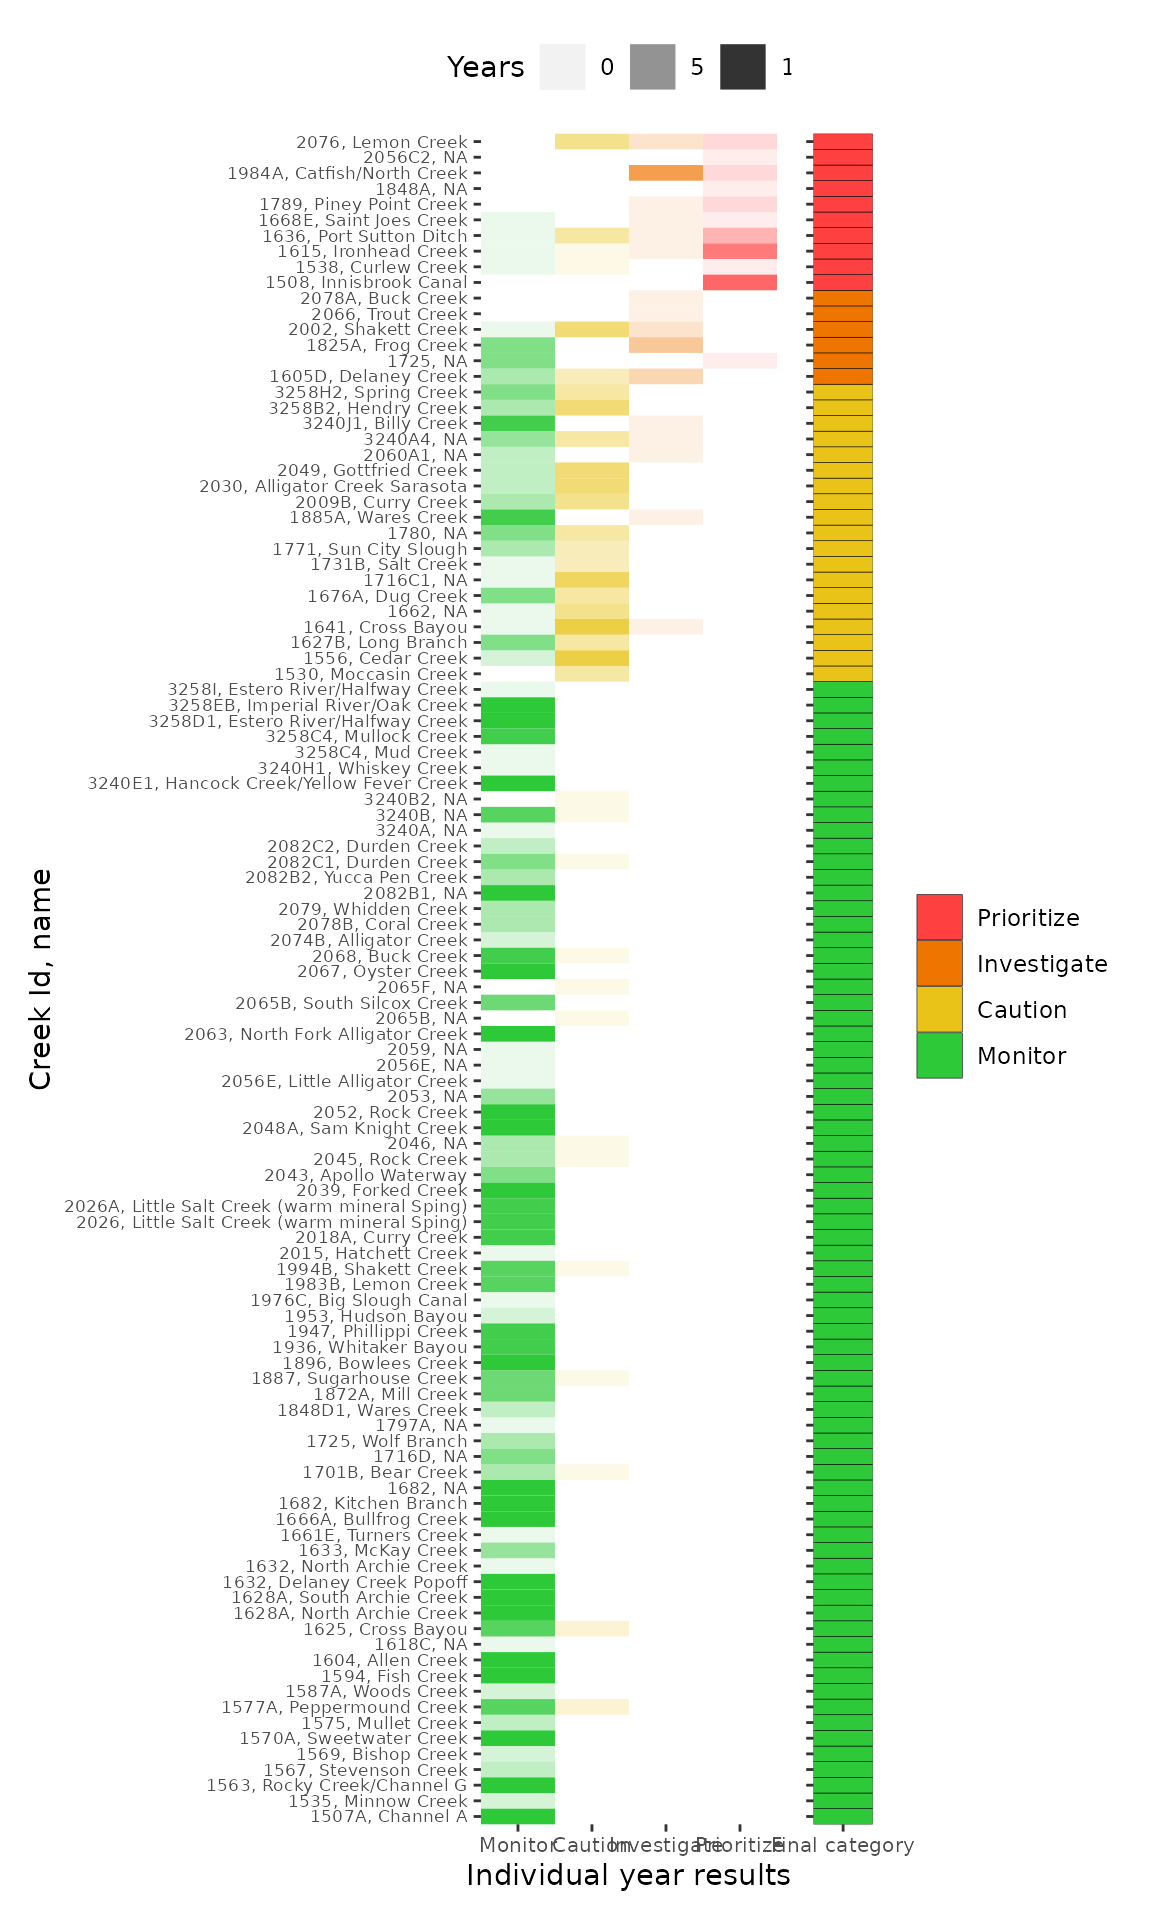 Years 0 5 1
2076, Lemon Creek
2056C2, NA
1984A, Catfish/North Creek
1848A, NA
1789, Piney Point Creek
1668E, Saint Joes Creek
1636, Port Sutton Ditch
1615, Ironhead Creek
1538, Curlew Creek
1508, Innisbrook Canal
2078A, Buck Creek
2066, Trout Creek
2002, Shakett Creek
1825A, Frog Creek
1725, NA
1605D, Delaney Creek
3258H2, Spring Creek
3258B2, Hendry Creek
3240J1, Billy Creek
3240A4, NA
2060A1, NA
2049, Gottfried Creek
2030, Alligator Creek Sarasota
2009B, Curry Creek
1885A, Wares Creek
1780, NA
1771, Sun City Slough
1731B, Salt Creek
1716C1, NA
1676A, Dug Creek
1662, NA
1641, Cross Bayou
1627B, Long Branch
1556, Cedar Creek
1530, Moccasin Creek
3258I, Estero River/Halfway Creek
3258EB, Imperial River/Oak Creek
3258D1, Estero River/Halfway Creek
3258C4, Mullock Creek
3258C4, Mud Creek
3240H1, Whiskey Creek
3240E1, Hancock Creek/Yellow Fever Creek
3240B2, NA
3240B, NA
3240A, NA
2082C2, Durden Creek
2082C1, Durden Creek
2082B2, Yucca Pen Creek
2082B1, NA
2079, Whidden Creek
2078B, Coral Creek
2074B, Alligator Creek
2068, Buck Creek
2067, Oyster Creek
2065F, NA
2065B, South Silcox Creek
2065B, NA
2063, North Fork Alligator Creek
2059, NA
2056E, NA
2056E, Little Alligator Creek
2053, NA
2052, Rock Creek
2048A, Sam Knight Creek
2046, NA
2045, Rock Creek
2043, Apollo Waterway
2039, Forked Creek
2026A, Little Salt Creek (warm mineral Sping)
2026, Little Salt Creek (warm mineral Sping)
2018A, Curry Creek
2015, Hatchett Creek
1994B, Shakett Creek
1983B, Lemon Creek
1976C, Big Slough Canal
1953, Hudson Bayou
1947, Phillippi Creek
1936, Whitaker Bayou
1896, Bowlees Creek
1887, Sugarhouse Creek
1872A, Mill Creek
1848D1, Wares Creek
1797A, NA
1725, Wolf Branch
1716D, NA
1701B, Bear Creek
1682, NA
1682, Kitchen Branch
1666A, Bullfrog Creek
1661E, Turners Creek
1633, McKay Creek
1632, North Archie Creek
1632, Delaney Creek Popoff
1628A, South Archie Creek
1628A, North Archie Creek
1625, Cross Bayou
1618C, NA
1604, Allen Creek
1594, Fish Creek
1587A, Woods Creek
1577A, Peppermound Creek
1575, Mullet Creek
1570A, Sweetwater Creek
1569, Bishop Creek
1567, Stevenson Creek
1563, Rocky Creek/Channel G
1535, Minnow Creek
1507A, Channel A
Creek Id, name
Prioritize
Investigate
Caution
Monitor
Monitor Caution Investigate Prioritize Final category
Individual year results